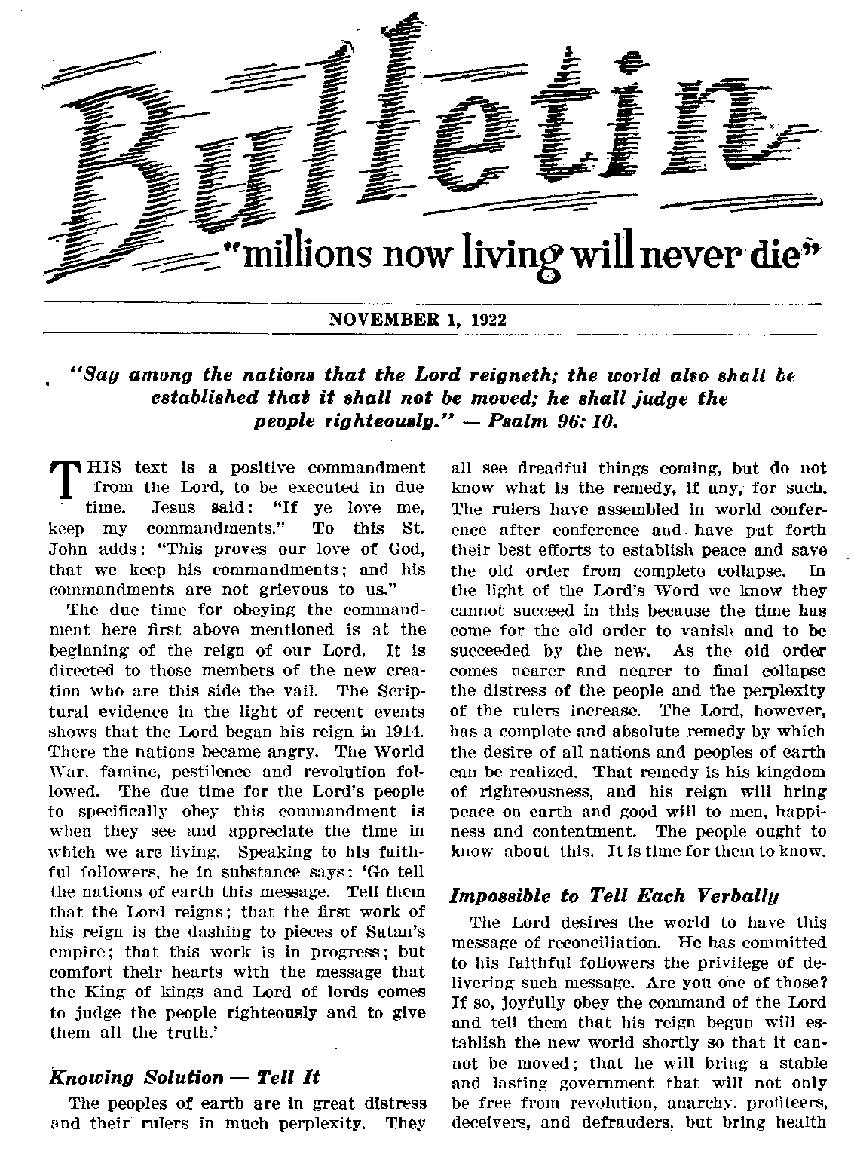 Bulletin
"millions now living will never die"
NOVEMBER 1, 1922
"Say among the nations that the Lord reigneth; the world also shall be
established that it shall not be moved; he shall judge the
people righteously." — Psalm 96: 10.
THIS text is a positive commandment
from the Lord, to be executed in due
time. Jesus said: "If ye love me,
keep my commandments." To this St.
John adds: "This proves our love of God,
that we keep his commandments; and his
commandments are not grievous to us."
The due time for obeying the command-
ment here first above mentioned is at the
beginning of the reign of our Lord. It is
directed to those members of the new crea-
tion who are this side the vail. The Scrip-
tural evidence in the light of recent events
shows that the Lord began his reign in 1914.
There the nations became angry. The World
War, famine, pestilence and revolution fol-
lowed. The due time for the Lord's people
to specifically obey this commandment is
when they see and appreciate the time in
which we are living. Speaking to his faith-
ful followers, he in substance says: 'Go tell
the nations of earth this message. Tell them
that the Lord reigns; that the first work of
his reign is the dashing to pieces of Satan's
empire; that this work is in progress; but
comfort their hearts with the message that
the King of kings and Lord of lords comes
to judge the people righteously and to give
them all the truth.'
Knowing Solution — Tell It
The peoples of earth are in great distress
and their rulers in much perplexity. They
all see dreadful things coming, but do not
know what is the remedy, if any, for such.
The rulers have assembled in world confer-
ence after conference and have put forth
their best efforts to establish peace and save
the old order from complete collapse. In
the light of the Lord's Word we know they
cannot succeed in this because the time has
come for the old order to vanish and to be
succeeded by the new. As the old order
comes nearer and nearer to final collapse
the distress of the people and the perplexity
of the rulers increase. The Lord, however,
has a complete and absolute remedy by which
the desire of all nations and peoples of earth
can be realized. That remedy is his kingdom
of righteousness, and his reign will bring
peace on earth and good will to men, happi-
ness and contentment. The people ought to
know about this. It is time for them to know.
Impossible to Tell Each Verbally
The Lord desires the world to have this
message of reconciliation. He has committed
to his faithful followers the privilege of de-
livering such message. Are you one of those?
If so, joyfully obey the command of the Lord
and tell them that his reign begun will es-
tablish the new world shortly so that it can-
not be moved; that he will bring a stable
and lasting government that will not only
be free from revolution, anarchy, profiteers,
deceivers, and defrauders, but bring health